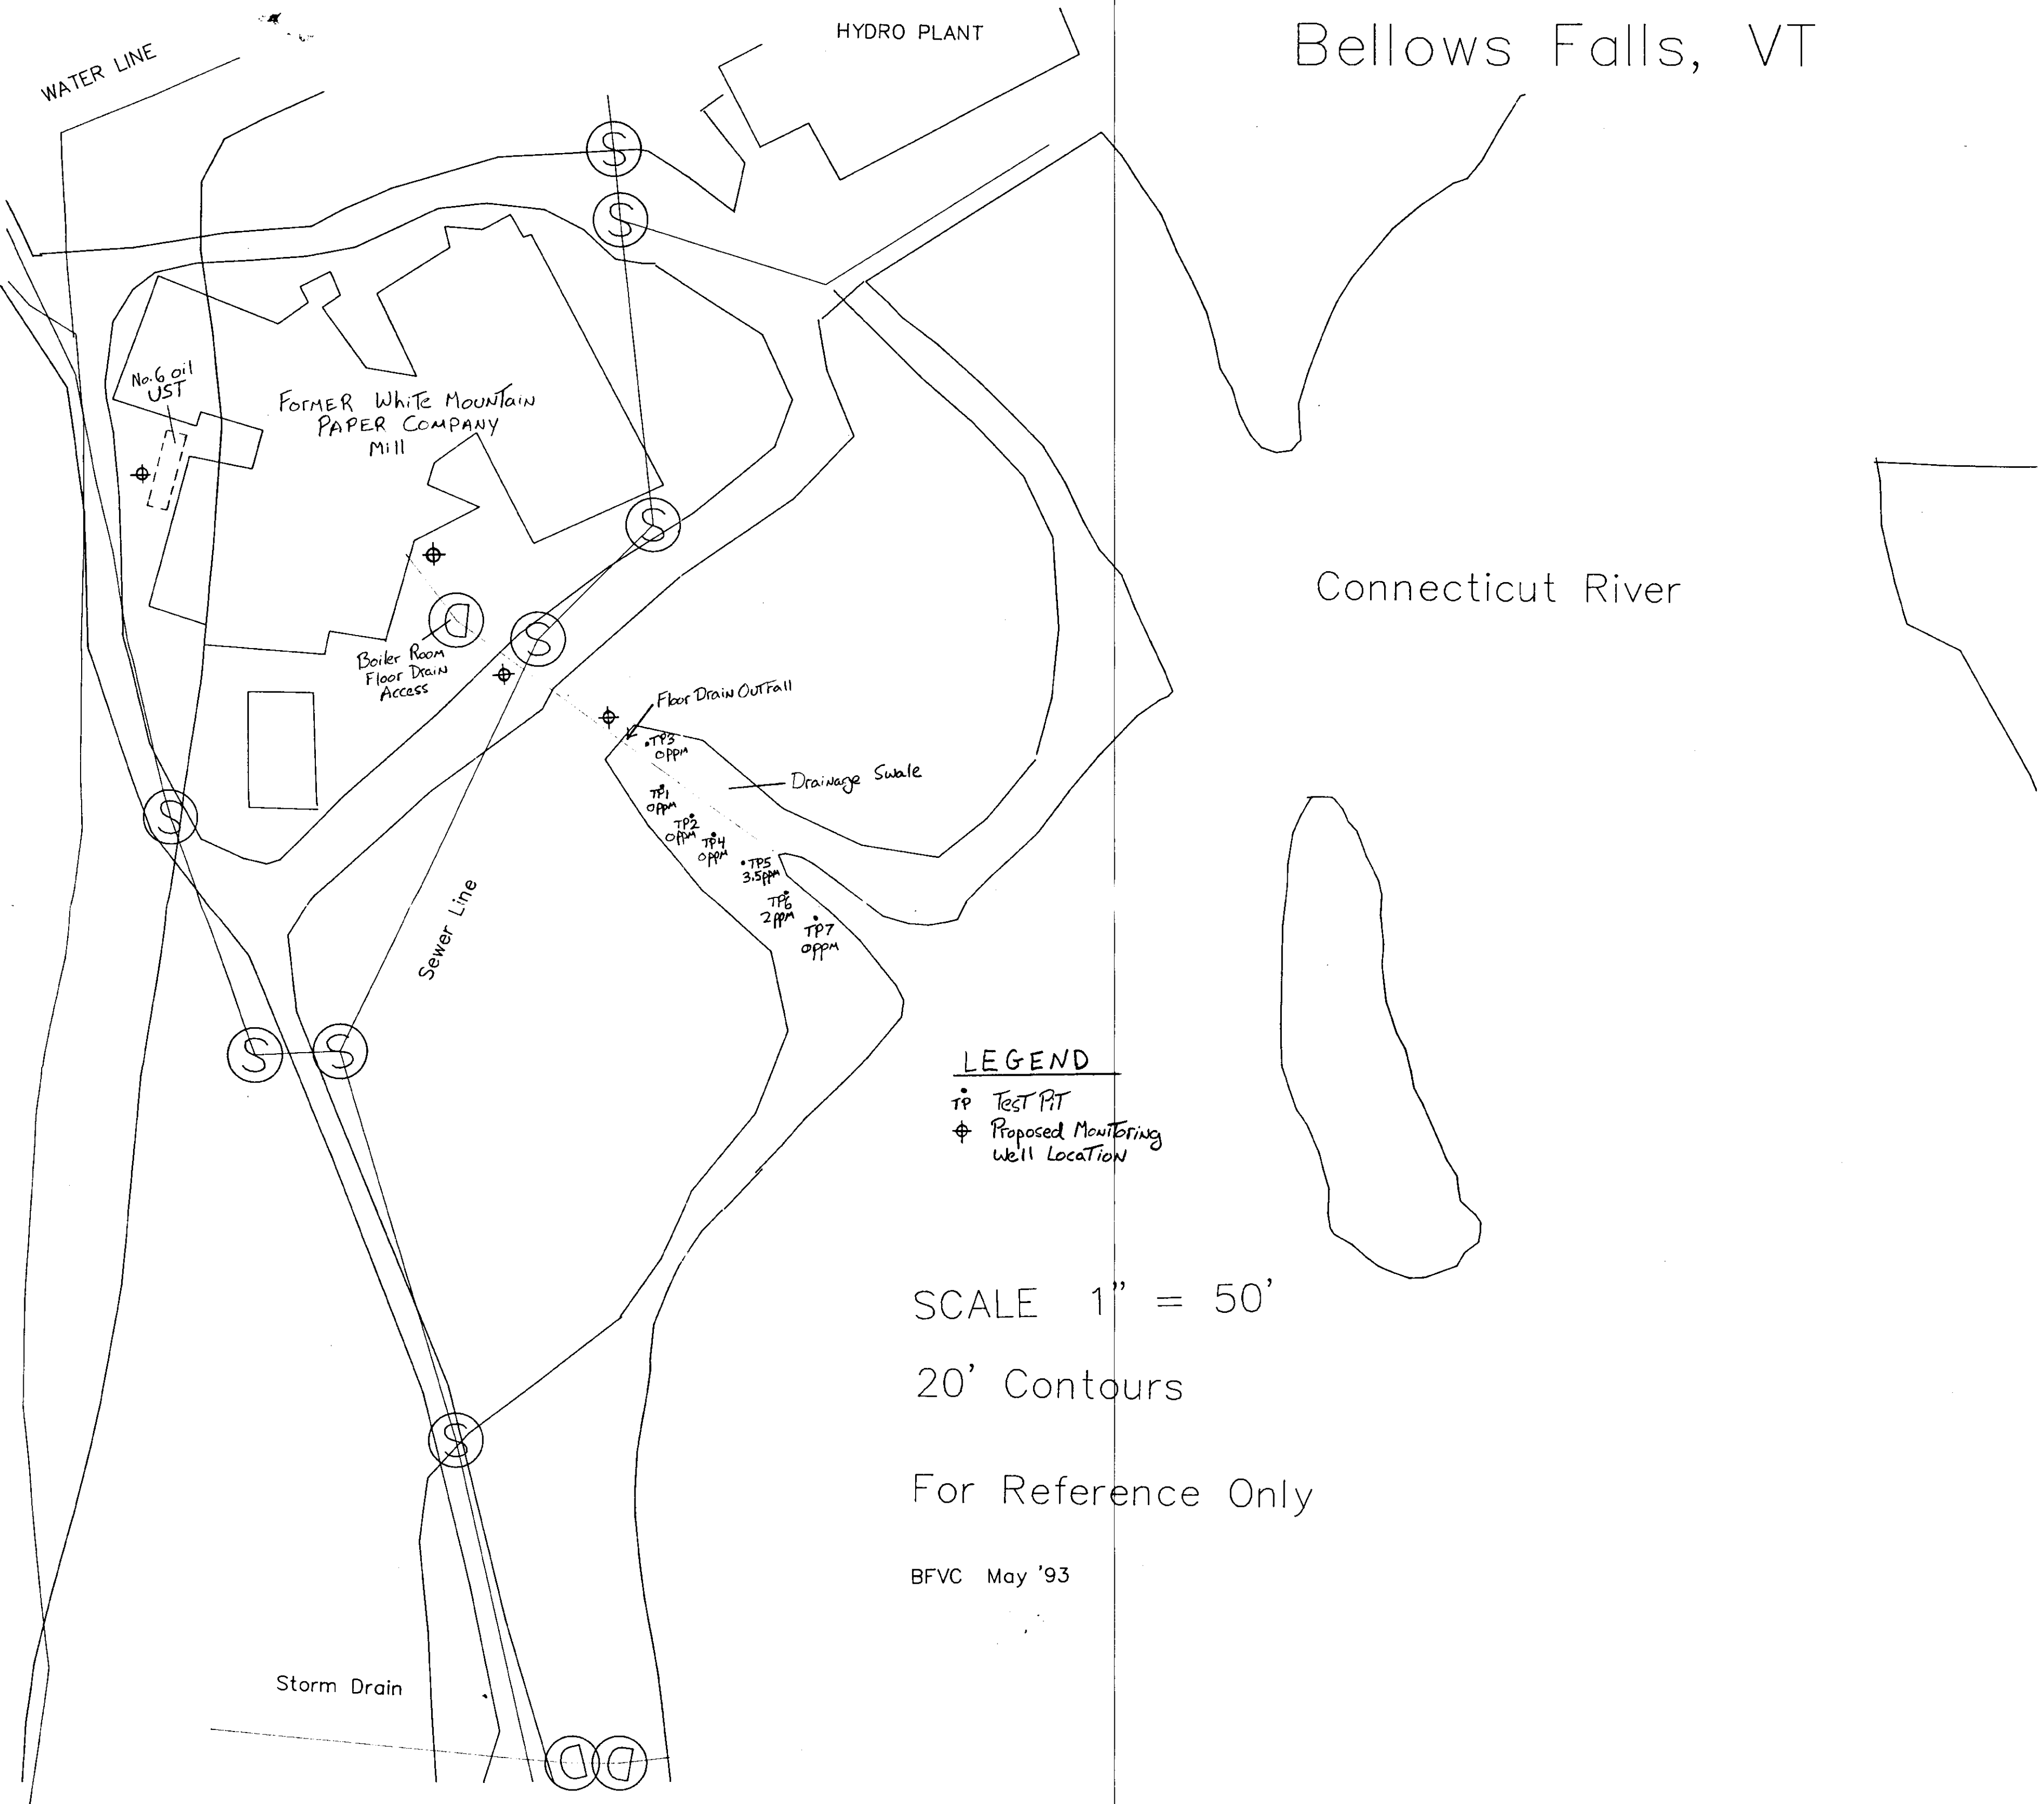 Bellows Falls, VT
HYDRO PLANT
WATER LINE
S
S
No.6 oil
UST
Former White Mountain
Paper Company
Mill
Connecticut River
S
D
S
Boiler Room
Floor Drain
Access
Floor Drain Outfall
TP3
0ppm
Drainage Swale
TP1
0ppm
TP2
0ppm
TP4
0ppm
TP5
3.5ppm
TP6
2ppm
TP7
0ppm
S
Sewer Line
S
S
LEGEND
TP Test Pit
Proposed Monitoring
Well Location
SCALE 1" = 50'
20' Contours
S
For Reference Only
BFVC May '93
Storm Drain
D
D